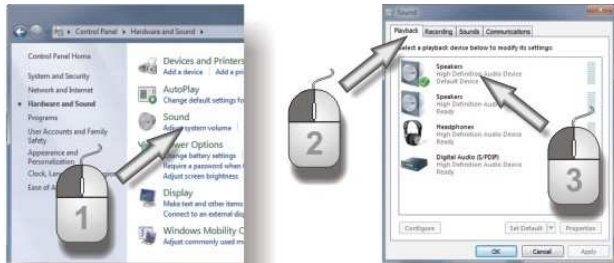 Control Panel ▸ Hardware and Sound ▸
Control Panel Home
System and Security
Network and Internet
Hardware and Sound
Programs
User Accounts and Family
Safety
Appearance and
Personalization
Clock, Lan
Ease of A
Devices and Printers
Add a device
AutoPlay
Change default settings fo
Sound
Adjust system volume
wer Options
hange battery settings
Require a password when t
Adjust screen brightness
Display
Make text and other items
Connect to an external dis
Windows Mobility C
Adjust commonly used m
1
2
Sound
Playback Recording Sounds Communications
Select a playback device below to modify its settings:
Speakers
High Definition Audio Device
Default Device
Speakers
High Definition Aud
Ready
Headphones
High Definition Audio Device
Ready
Digital Audio (S/PDIF)
High Definition Audio Device
Ready
3
Configure Set Default Properties
OK Cancel Apply